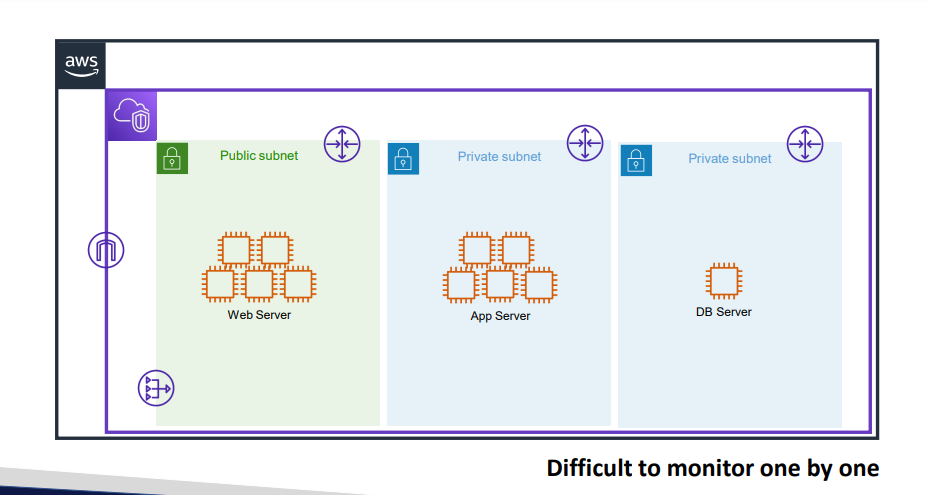 aws
Public subnet
Private subnet
Private subnet
Web Server
App Server
DB Server
Difficult to monitor one by one